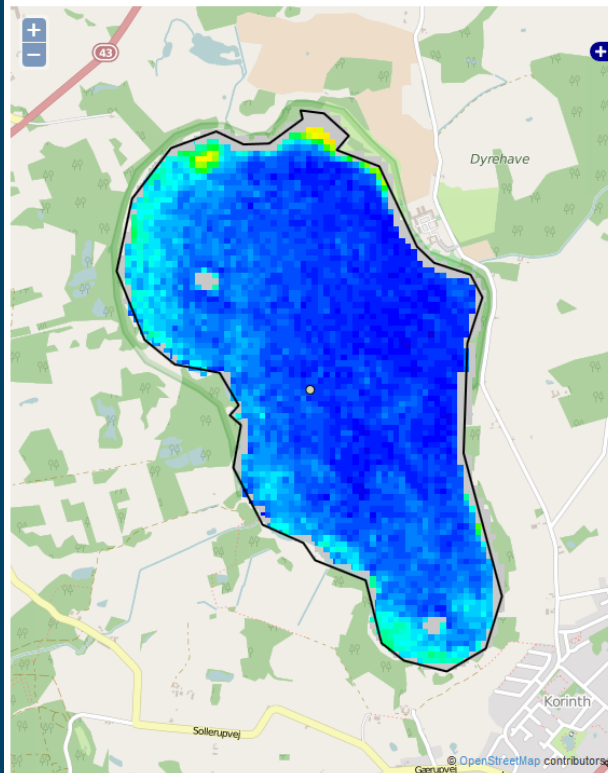 +
−
43
+
Dyrehave
Korinth
Sollerupvej
Gærupvej
© OpenStreetMap contributors